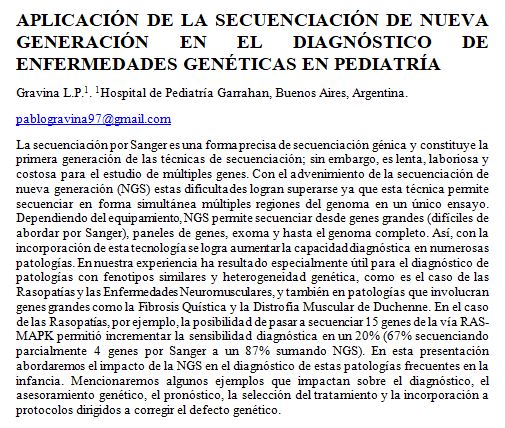 APLICACIÓN DE LA SECUENCIACIÓN DE NUEVA
GENERACIÓN EN EL DIAGNÓSTICO DE
ENFERMEDADES GENÉTICAS EN PEDIATRÍA
Gravina L.P.¹. ¹Hospital de Pediatría Garrahan, Buenos Aires, Argentina.
pablogravina97@gmail.com
La secuenciación por Sanger es una forma precisa de secuenciación génica y constituye la
primera generación de las técnicas de secuenciación; sin embargo, es lenta, laboriosa y
costosa para el estudio de múltiples genes. Con el advenimiento de la secuenciación de
nueva generación (NGS) estas dificultades logran superarse ya que esta técnica permite
secuenciar en forma simultánea múltiples regiones del genoma en un único ensayo.
Dependiendo del equipamiento, NGS permite secuenciar desde genes grandes (difíciles de
abordar por Sanger), paneles de genes, exoma y hasta el genoma completo. Así, con la
incorporación de esta tecnología se logra aumentar la capacidad diagnóstica en numerosas
patologías. En nuestra experiencia ha resultado especialmente útil para el diagnóstico de
patologías con fenotipos similares y heterogeneidad genética, como es el caso de las
Rasopatías y las Enfermedades Neuromusculares, y también en patologías que involucran
genes grandes como la Fibrosis Quística y la Distrofia Muscular de Duchenne. En el caso
de las Rasopatías, por ejemplo, la posibilidad de pasar a secuenciar 15 genes de la vía RAS-
MAPK permitió incrementar la sensibilidad diagnóstica en un 20% (67% secuenciando
parcialmente 4 genes por Sanger a un 87% sumando NGS). En esta presentación
abordaremos el impacto de la NGS en el diagnóstico de estas patologías frecuentes en la
infancia. Mencionaremos algunos ejemplos que impactan sobre el diagnóstico, el
asesoramiento genético, el pronóstico, la selección del tratamiento y la incorporación a
protocolos dirigidos a corregir el defecto genético.